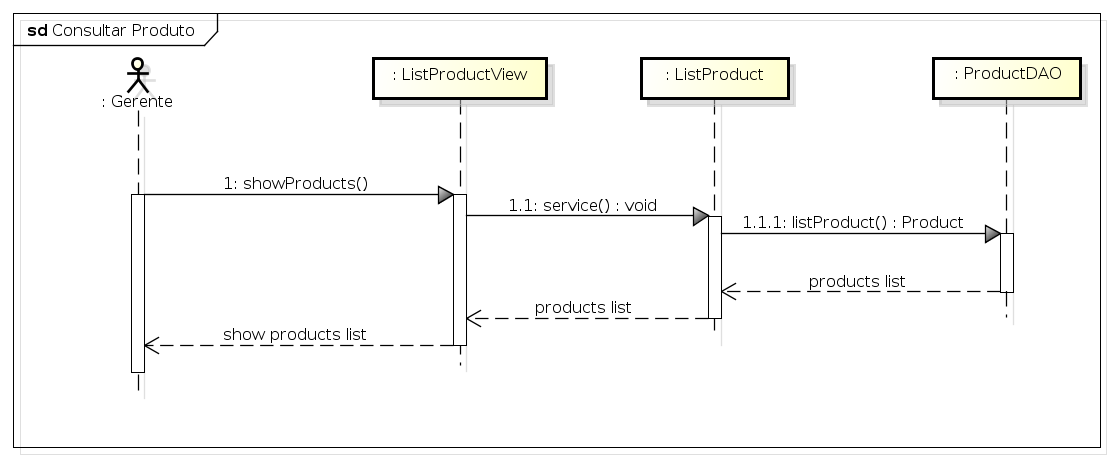 sd Consultar Produto
: Gerente
: ListProductView
: ListProduct
: ProductDAO
1: showProducts()
1.1: service() : void
1.1.1: listProduct() : Product
products list
products list
show products list